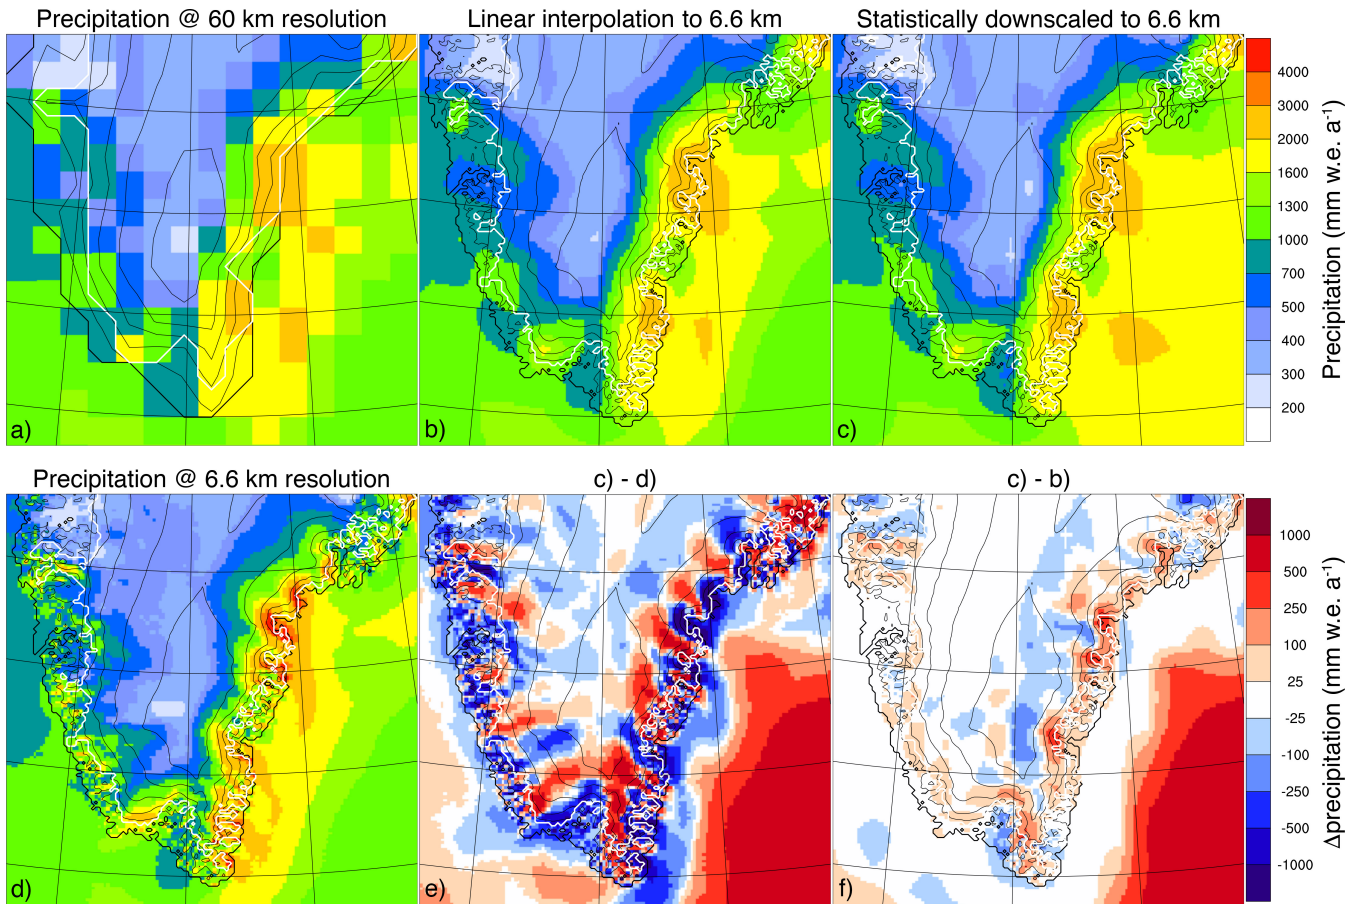 Precipitation @ 60 km resolution
Linear interpolation to 6.6 km
Statistically downscaled to 6.6 km
a)
b)
c)
4000
3000
2000
1600
1300
1000
700
500
400
300
200
Precipitation (mm w.e. a⁻¹)
Precipitation @ 6.6 km resolution
c) - d)
c) - b)
d)
e)
f)
1000
500
250
100
25
-25
-100
-250
-500
-1000
Δprecipitation (mm w.e. a⁻¹)